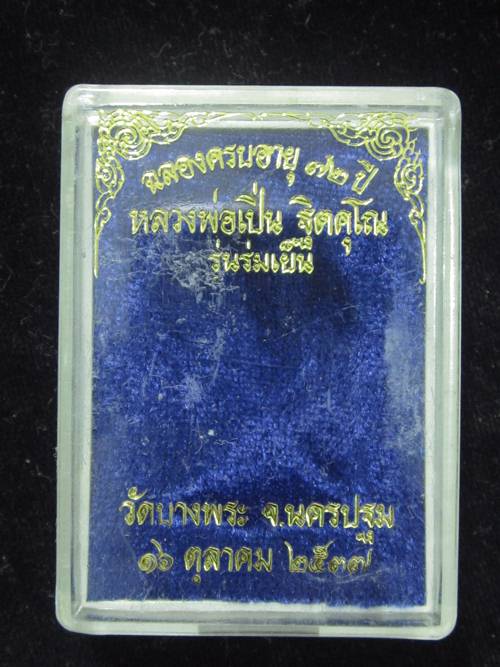 ฉลองครบอายุ ๗๒ ปี
หลวงพ่อเปิ่น ฐิตคุโณ
รุ่นร่มเย็น
วัดบางพระ จ.นครปฐม
๑๖ ตุลาคม ๒๕๓๗